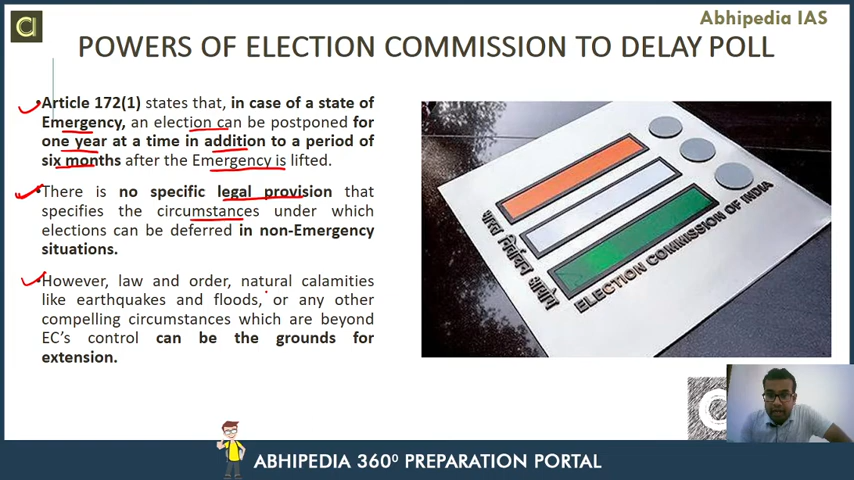 Abhipedia IAS
POWERS OF ELECTION COMMISSION TO DELAY POLL
•Article 172(1) states that, in case of a state of
Emergency, an election can be postponed for
one year at a time in addition to a period of
six months after the Emergency is lifted.
•There is no specific legal provision that
specifies the circumstances under which
elections can be deferred in non-Emergency
situations.
•However, law and order, natural calamities
like earthquakes and floods, or any other
compelling circumstances which are beyond
EC's control can be the grounds for
extension.
भारत निर्वाचन आयोग
ELECTION COMMISSION OF INDIA
ABHIPEDIA 360⁰ PREPARATION PORTAL